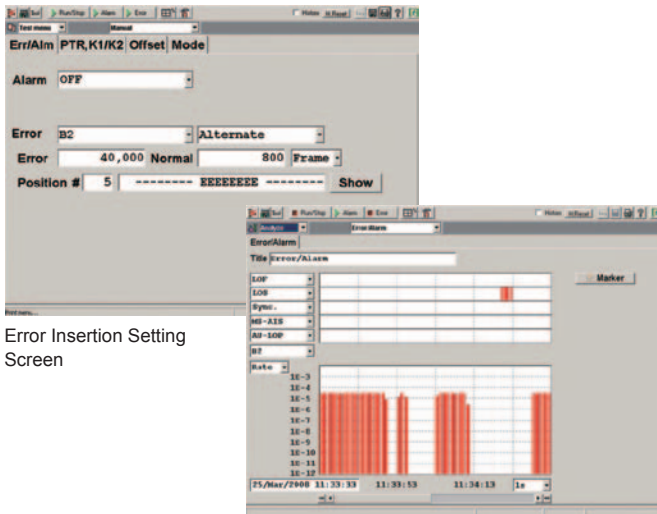 Run/Stop Alarm Error
History H.Reset
Test menu Manual
Err/Alm PTR,K1/K2 Offset Mode
Alarm OFF
Error B2 Alternate
Error 40,000 Normal 800 Frame
Position # 5 -------- EEEEEEEE -------- Show
Error Insertion Setting
Screen
Run/Stop Alarm Error
H.Reset
Analyze Error/Alarm
Error/Alarm
Title Error/Alarm
Marker
LOF
LOS
Sync.
MS-AIS
AU-LOP
B2
Rate
1E-3
1E-4
1E-5
1E-6
1E-7
1E-8
1E-9
1E-10
1E-11
1E-12
25/Mar/2008 11:33:33 11:33:53 11:34:13 1s